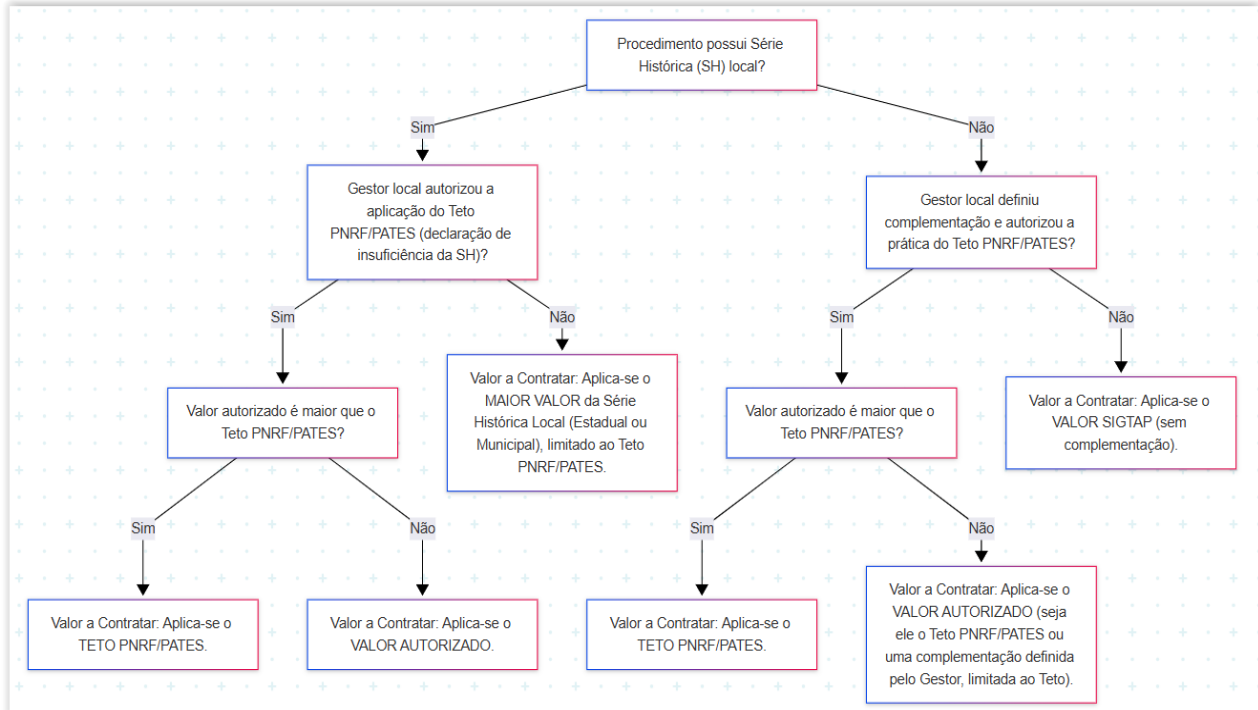 Procedimento possui Série
Histórica (SH) local?
Sim
Não
Gestor local autorizou a
aplicação do Teto
PNRF/PATES (declaração de
insuficiência da SH)?
Gestor local definiu
complementação e autorizou a
prática do Teto PNRF/PATES?
Sim
Não
Sim
Não
Valor autorizado é maior que o
Teto PNRF/PATES?
Valor a Contratar: Aplica-se o
MAIOR VALOR da Série
Histórica Local (Estadual ou
Municipal), limitado ao Teto
PNRF/PATES.
Valor autorizado é maior que o
Teto PNRF/PATES?
Valor a Contratar: Aplica-se o
VALOR SIGTAP (sem
complementação).
Sim
Não
Sim
Não
Valor a Contratar: Aplica-se o
TETO PNRF/PATES.
Valor a Contratar: Aplica-se o
VALOR AUTORIZADO.
Valor a Contratar: Aplica-se o
TETO PNRF/PATES.
Valor a Contratar: Aplica-se o
VALOR AUTORIZADO (seja
ele o Teto PNRF/PATES ou
uma complementação definida
pelo Gestor, limitada ao Teto).